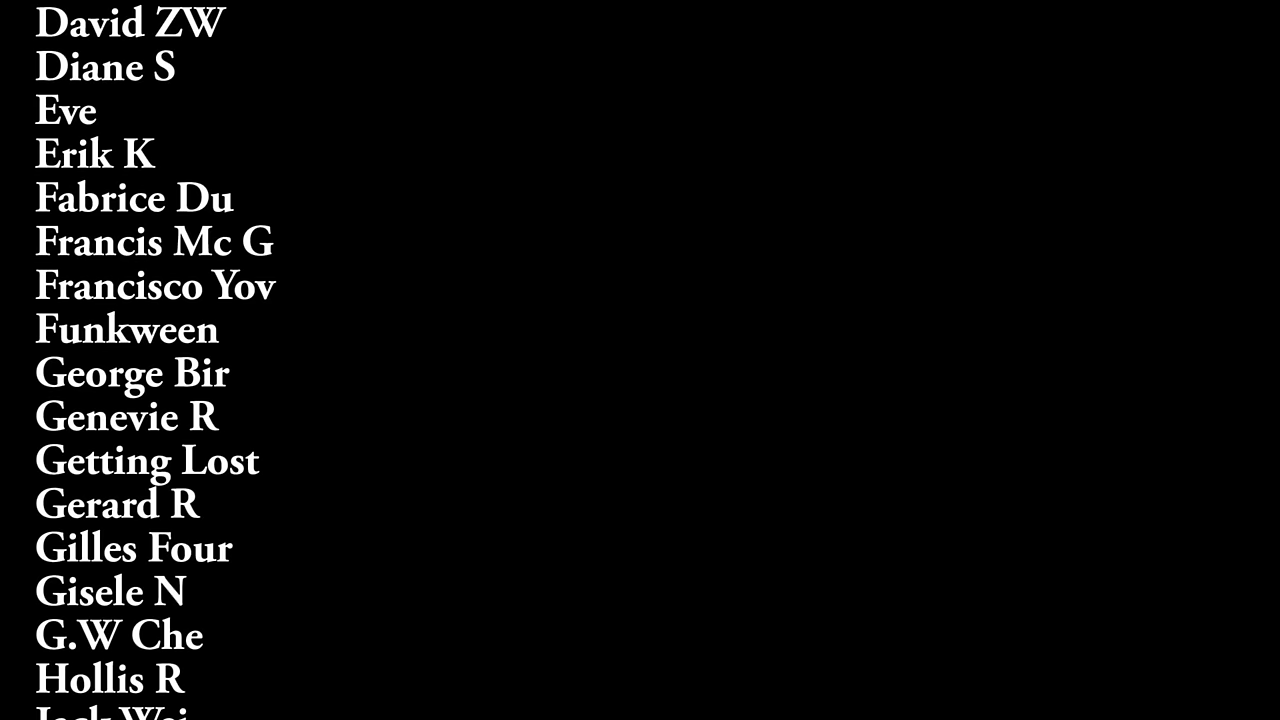 David ZW
Diane S
Eve
Erik K
Fabrice Du
Francis Mc G
Francisco Yov
Funkween
George Bir
Genevie R
Getting Lost
Gerard R
Gilles Four
Gisele N
G.W Che
Hollis R